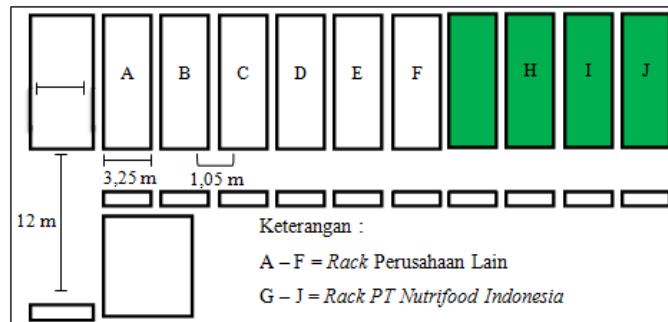 A B C D E F H I J
3,25 m
1,05 m
12 m
Keterangan :
A – F = Rack Perusahaan Lain
G – J = Rack PT Nutrifood Indonesia